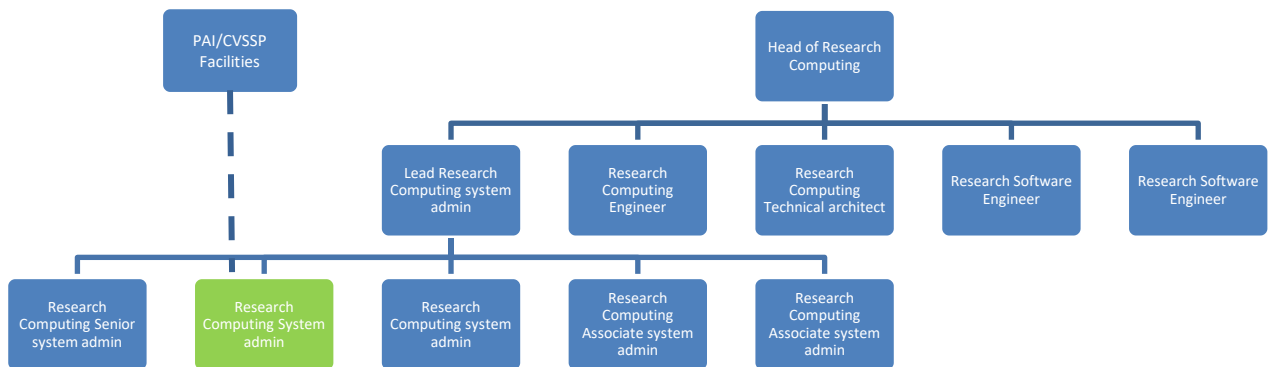 PAI/CVSSP
Facilities
Head of Research
Computing
Lead Research
Computing system
admin
Research
Computing
Engineer
Research
Computing
Technical architect
Research Software
Engineer
Research Software
Engineer
Research
Computing Senior
system admin
Research
Computing System
admin
Research
Computing system
admin
Research
Computing
Associate system
admin
Research
Computing
Associate system
admin